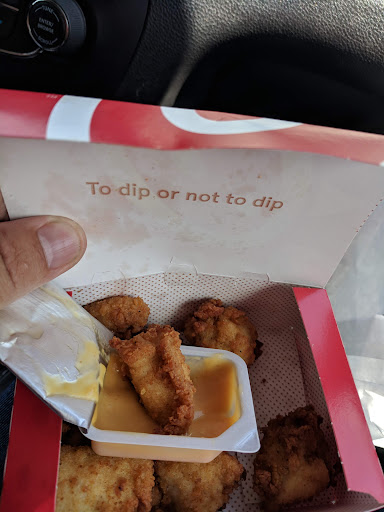 To dip or not to dip